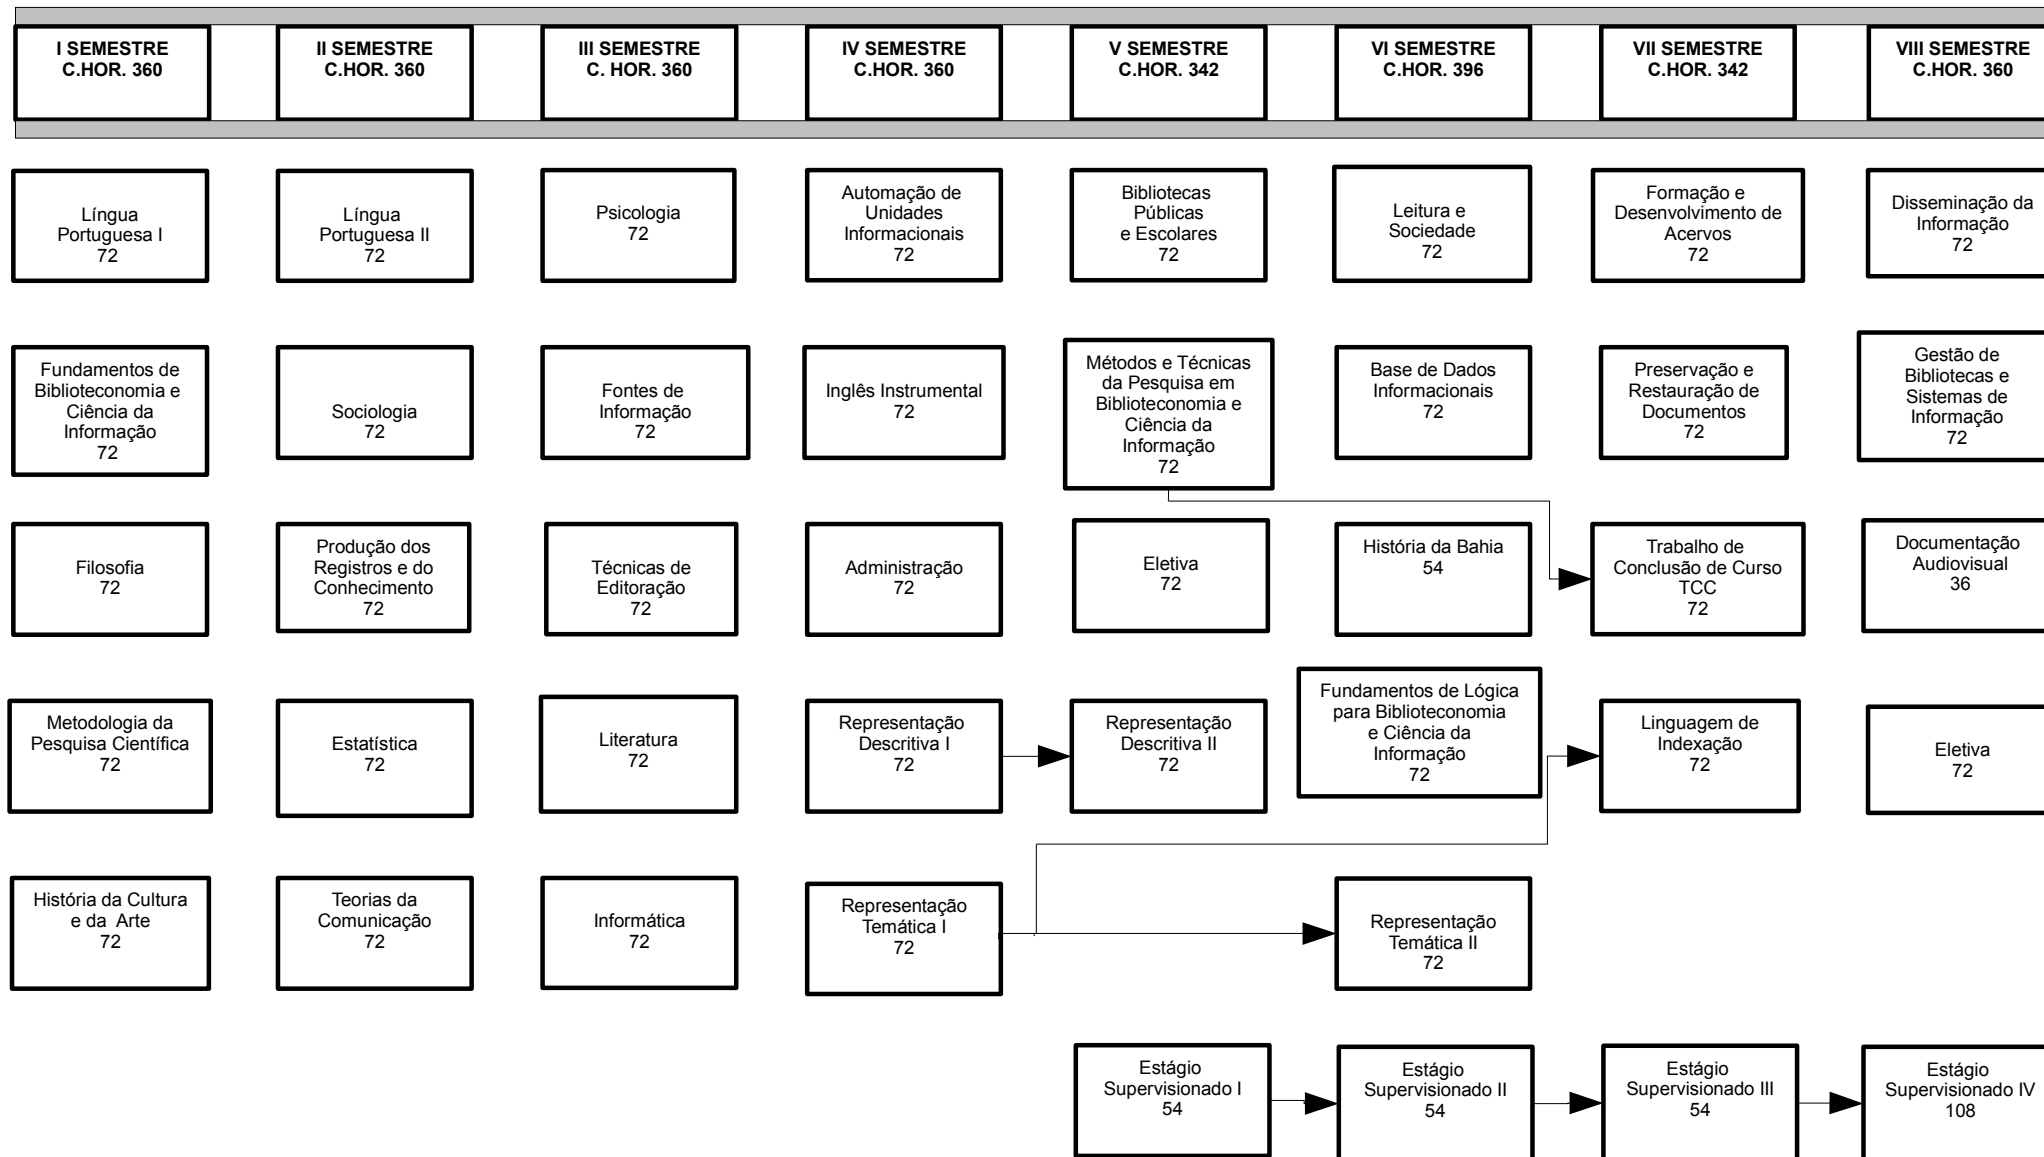 I SEMESTRE
C.HOR. 360
II SEMESTRE
C.HOR. 360
III SEMESTRE
C. HOR. 360
IV SEMESTRE
C.HOR. 360
V SEMESTRE
C.HOR. 342
VI SEMESTRE
C.HOR. 396
VII SEMESTRE
C.HOR. 342
VIII SEMESTRE
C.HOR. 360
Língua
Portuguesa I
72
Língua
Portuguesa II
72
Psicologia
72
Automação de
Unidades
Informacionais
72
Bibliotecas
Públicas
e Escolares
72
Leitura e
Sociedade
72
Formação e
Desenvolvimento de
Acervos
72
Disseminação da
Informação
72
Fundamentos de
Biblioteconomia e
Ciência da
Informação
72
Sociologia
72
Fontes de
Informação
72
Inglês Instrumental
72
Métodos e Técnicas
da Pesquisa em
Biblioteconomia e
Ciência da
Informação
72
Base de Dados
Informacionais
72
Preservação e
Restauração de
Documentos
72
Gestão de
Bibliotecas e
Sistemas de
Informação
72
Filosofia
72
Produção dos
Registros e do
Conhecimento
72
Técnicas de
Editoração
72
Administração
72
Eletiva
72
História da Bahia
54
Trabalho de
Conclusão de Curso
TCC
72
Documentação
Audiovisual
36
Metodologia da
Pesquisa Científica
72
Estatística
72
Literatura
72
Representação
Descritiva I
72
Representação
Descritiva II
72
Fundamentos de Lógica
para Biblioteconomia
e Ciência da
Informação
72
Linguagem de
Indexação
72
Eletiva
72
História da Cultura
e da Arte
72
Teorias da
Comunicação
72
Informática
72
Representação
Temática I
72
Representação
Temática II
72
Estágio
Supervisionado I
54
Estágio
Supervisionado II
54
Estágio
Supervisionado III
54
Estágio
Supervisionado IV
108